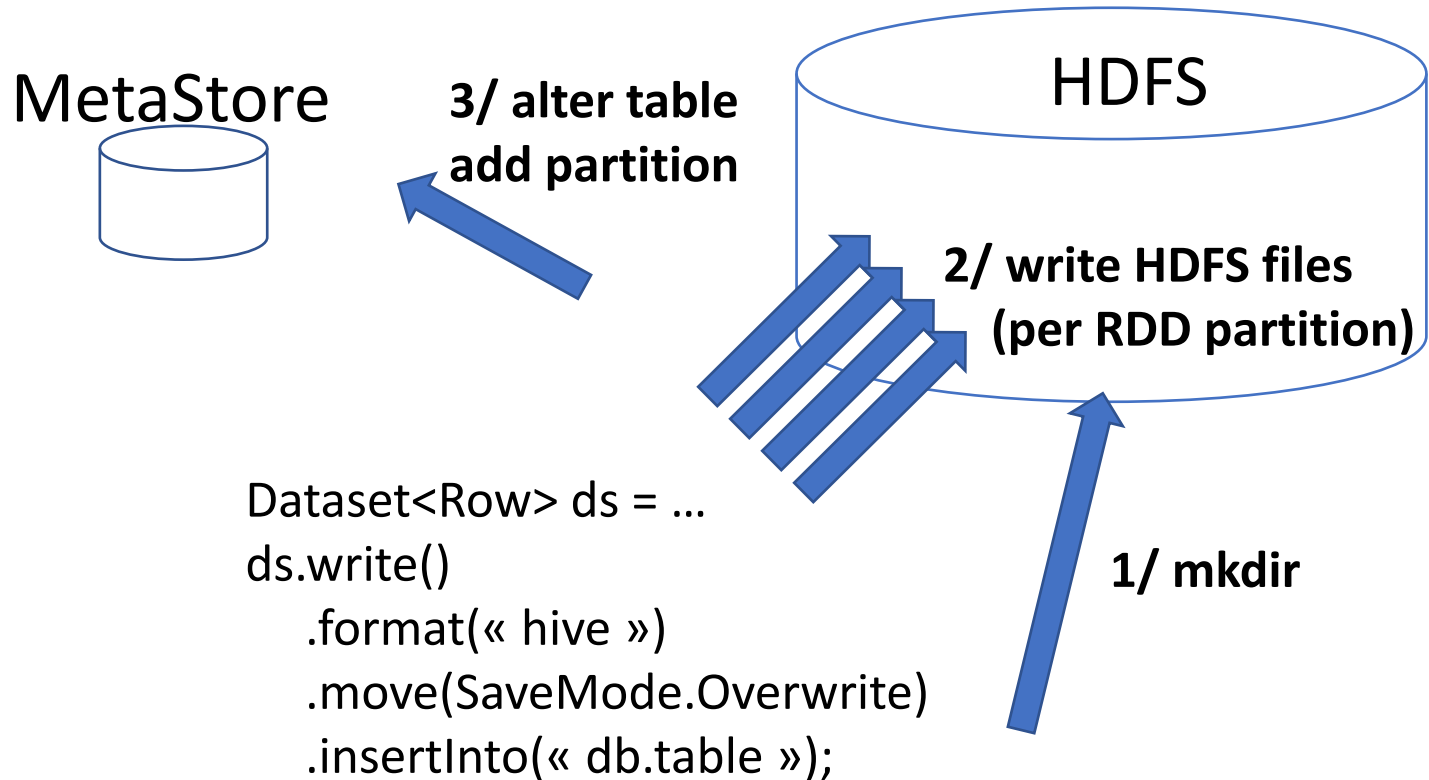 MetaStore
3/ alter table
add partition
HDFS
2/ write HDFS files
(per RDD partition)
1/ mkdir
Dataset<Row> ds = …
ds.write()
.format(« hive »)
.move(SaveMode.Overwrite)
.insertInto(« db.table »);